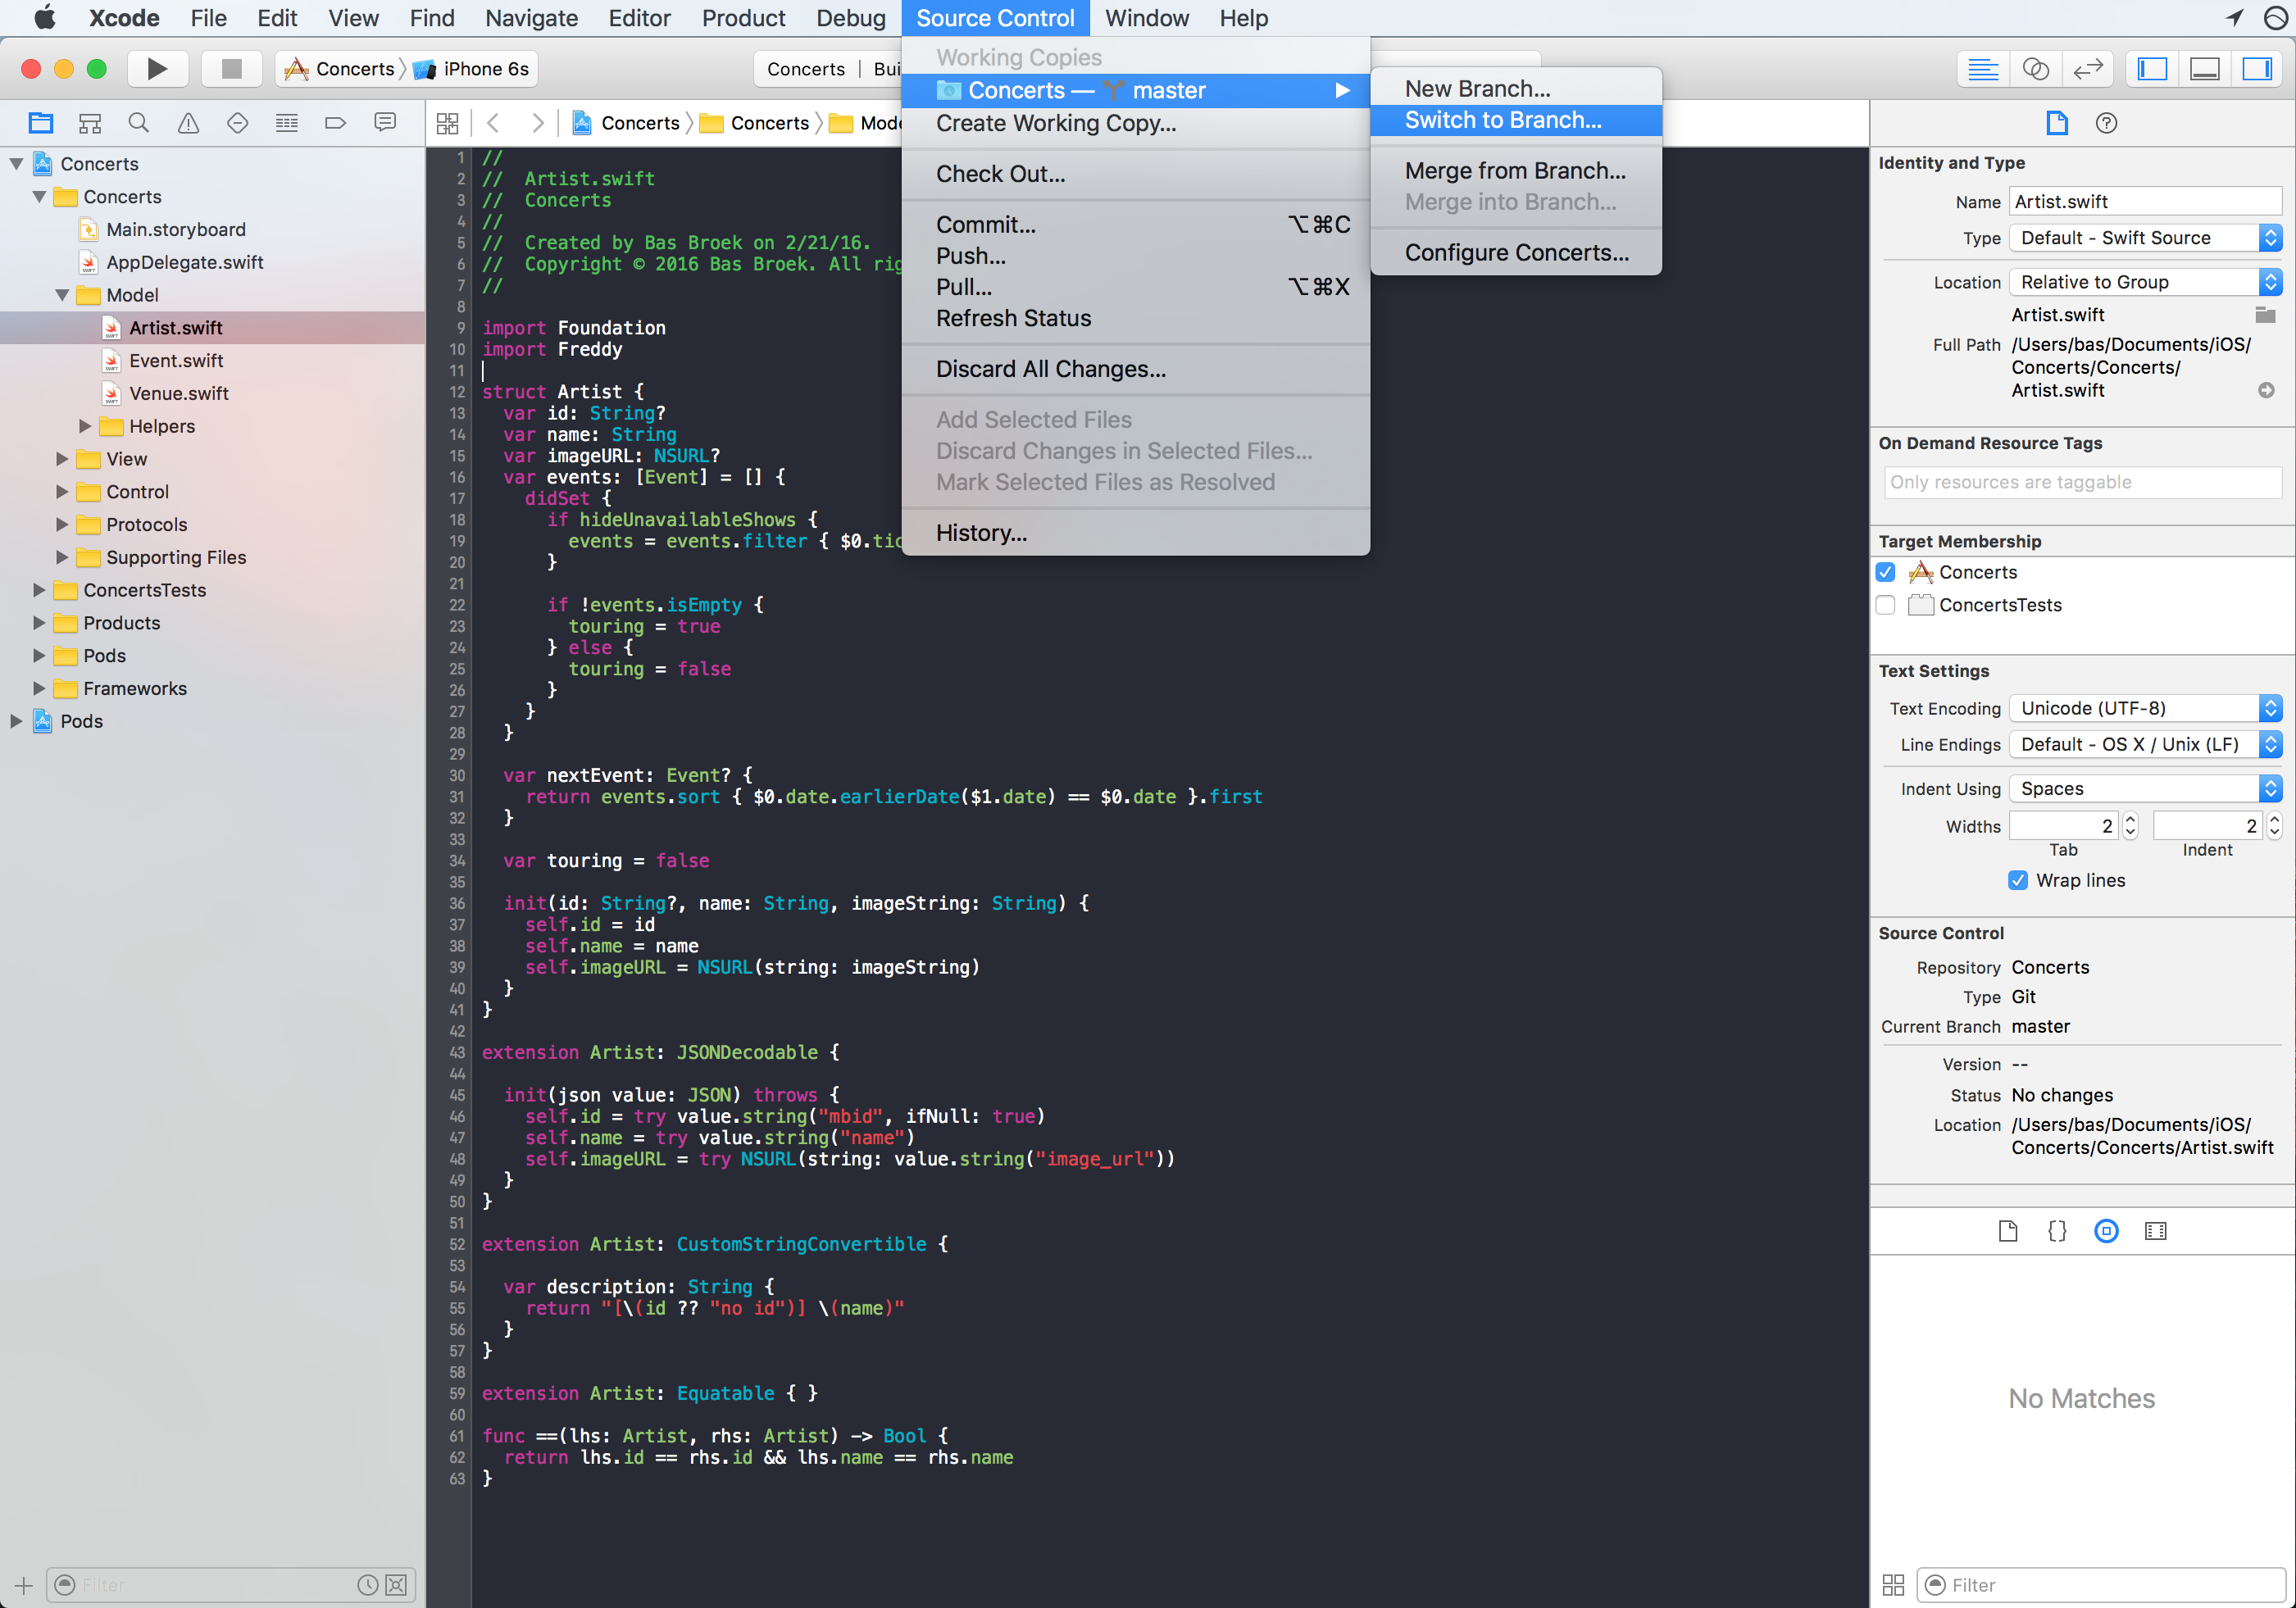 Xcode File Edit View Find Navigate Editor Product Debug Source Control Window Help
Concerts iPhone 6s
Concerts | Bui
Working Copies
Concerts — master
Create Working Copy...
Check Out...
Commit... ⌥⌘C
Push...
Pull... ⌥⌘X
Refresh Status
Discard All Changes...
Add Selected Files
Discard Changes in Selected Files...
Mark Selected Files as Resolved
History...
New Branch...
Switch to Branch...
Merge from Branch...
Merge into Branch...
Configure Concerts...
Concerts
Concerts
Main.storyboard
AppDelegate.swift
Model
Artist.swift
Event.swift
Venue.swift
Helpers
View
Control
Protocols
Supporting Files
ConcertsTests
Products
Pods
Frameworks
Pods
Filter
Concerts Concerts Mode
1 //
2 //  Artist.swift
3 //  Concerts
4 //
5 //  Created by Bas Broek on 2/21/16.
6 //  Copyright © 2016 Bas Broek. All rig
7 //
8
9 import Foundation
10 import Freddy
11
12 struct Artist {
13   var id: String?
14   var name: String
15   var imageURL: NSURL?
16   var events: [Event] = [] {
17     didSet {
18       if hideUnavailableShows {
19         events = events.filter { $0.tic
20       }
21
22       if !events.isEmpty {
23         touring = true
24       } else {
25         touring = false
26       }
27     }
28   }
29
30   var nextEvent: Event? {
31     return events.sort { $0.date.earlierDate($1.date) == $0.date }.first
32   }
33
34   var touring = false
35
36   init(id: String?, name: String, imageString: String) {
37     self.id = id
38     self.name = name
39     self.imageURL = NSURL(string: imageString)
40   }
41 }
42
43 extension Artist: JSONDecodable {
44
45   init(json value: JSON) throws {
46     self.id = try value.string("mbid", ifNull: true)
47     self.name = try value.string("name")
48     self.imageURL = try NSURL(string: value.string("image_url"))
49   }
50 }
51
52 extension Artist: CustomStringConvertible {
53
54   var description: String {
55     return "[\(id ?? "no id")] \(name)"
56   }
57 }
58
59 extension Artist: Equatable { }
60
61 func ==(lhs: Artist, rhs: Artist) -> Bool {
62   return lhs.id == rhs.id && lhs.name == rhs.name
63 }
Identity and Type
Name Artist.swift
Type Default - Swift Source
Location Relative to Group
Artist.swift
Full Path /Users/bas/Documents/iOS/
Concerts/Concerts/
Artist.swift
On Demand Resource Tags
Only resources are taggable
Target Membership
Concerts
ConcertsTests
Text Settings
Text Encoding Unicode (UTF-8)
Line Endings Default - OS X / Unix (LF)
Indent Using Spaces
Widths 2 2
Tab Indent
Wrap lines
Source Control
Repository Concerts
Type Git
Current Branch master
Version --
Status No changes
Location /Users/bas/Documents/iOS/
Concerts/Concerts/Artist.swift
No Matches
Filter